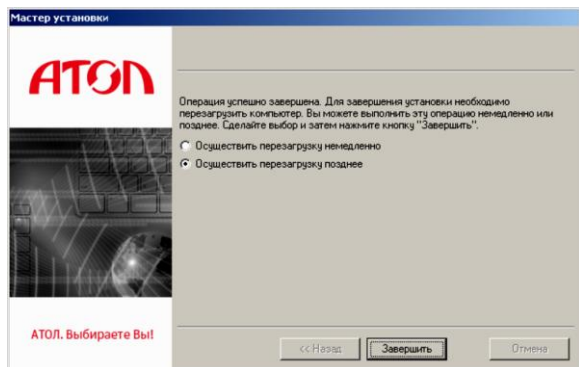 Мастер установки
АТОЛ
Операция успешно завершена. Для завершения установки необходимо
перезагрузить компьютер. Вы можете выполнить эту операцию немедленно или
позднее. Сделайте выбор и затем нажмите кнопку "Завершить".
Осуществить перезагрузку немедленно
Осуществить перезагрузку позднее
АТОЛ. Выбираете Вы!
<< Назад
Завершить
Отмена